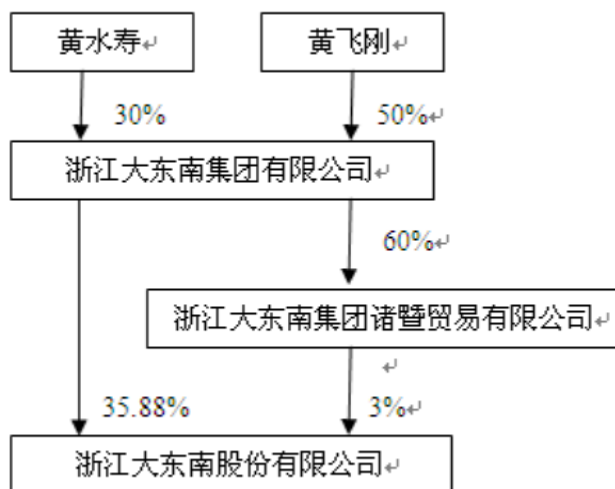 黄水寿↵
黄飞刚↵
30%
50%↵
浙江大东南集团有限公司↵
60%↵
浙江大东南集团诸暨贸易有限公司↵
↵
35.88%
3%↵
浙江大东南股份有限公司↵